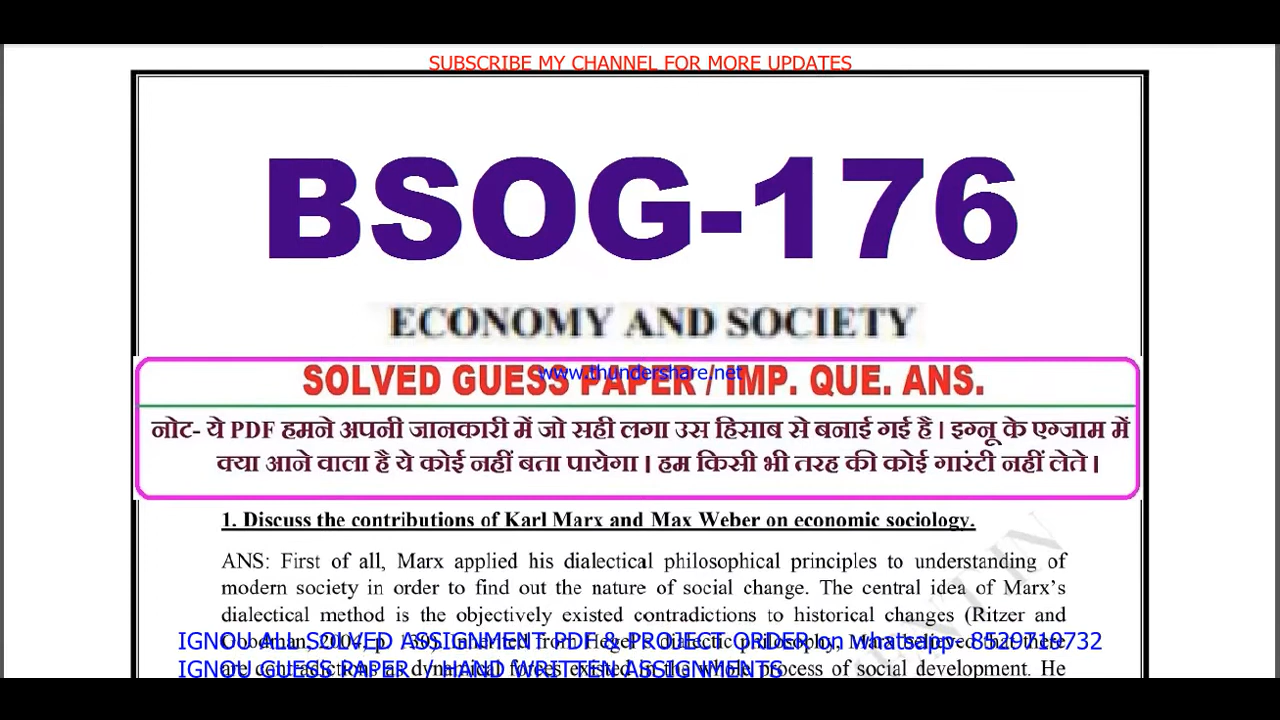 SUBSCRIBE MY CHANNEL FOR MORE UPDATES
BSOG-176
ECONOMY AND SOCIETY
www.thundershare.net
SOLVED GUESS PAPER / IMP. QUE. ANS.
नोट- ये PDF हमने अपनी जानकारी में जो सही लगा उस हिसाब से बनाई गई है। इग्नू के एग्जाम में
क्या आने वाला है ये कोई नहीं बता पायेगा। हम किसी भी तरह की कोई गारंटी नहीं लेते।
1. Discuss the contributions of Karl Marx and Max Weber on economic sociology.
ANS: First of all, Marx applied his dialectical philosophical principles to understanding of
modern society in order to find out the nature of social change. The central idea of Marx's
dialectical method is the objectively existed contradictions to historical changes (Ritzer and
IGNOU ALL SOLVED ASSIGNMENT PDF & PROJECT ORDER on whatsapp- 8529719732
IGNOU GUESS PAPER / HAND WRITTEN ASSIGNMENTS
process of social development. He